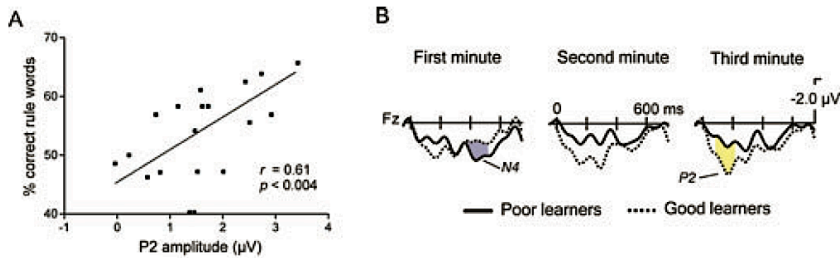 A
70
60
50
40
% correct rule words
r = 0.61
p < 0.004
-1 0 1 2 3 4
P2 amplitude (µV)
B
First minute Second minute Third minute
Fz
0 600 ms
-2.0 µV
N4
P2
Poor learners Good learners